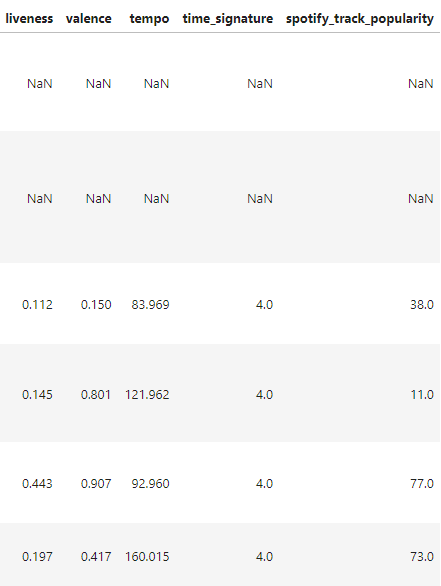 liveness valence tempo time_signature spotify_track_popularity
NaN NaN NaN NaN NaN
NaN NaN NaN NaN NaN
0.112 0.150 83.969 4.0 38.0
0.145 0.801 121.962 4.0 11.0
0.443 0.907 92.960 4.0 77.0
0.197 0.417 160.015 4.0 73.0